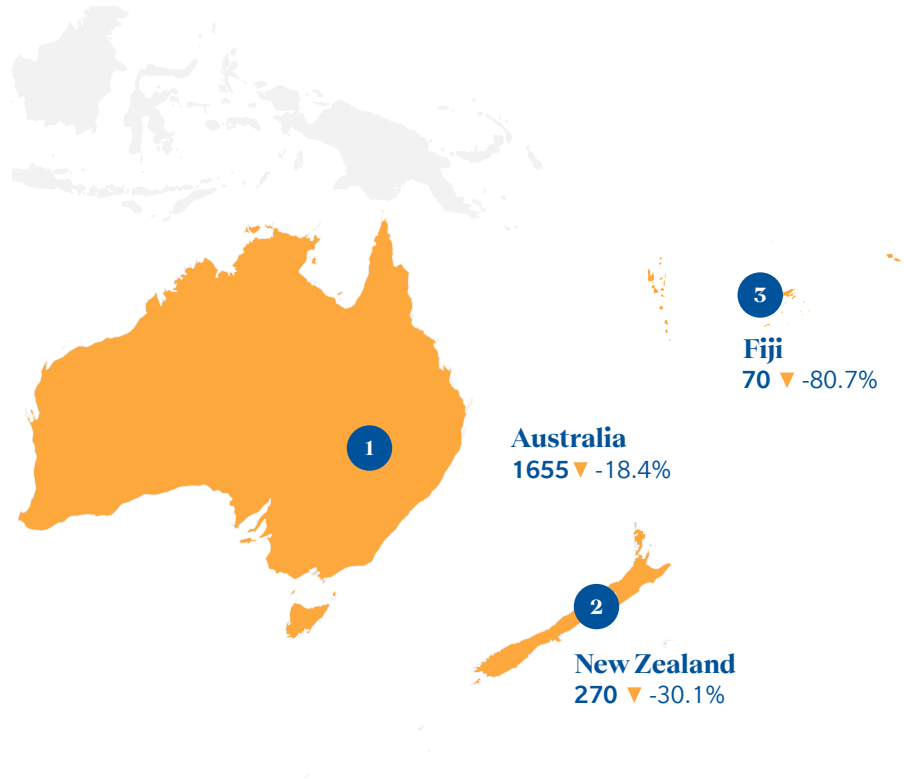 3
Fiji
70 ▼ -80.7%
1
Australia
1655 ▼ -18.4%
2
New Zealand
270 ▼ -30.1%